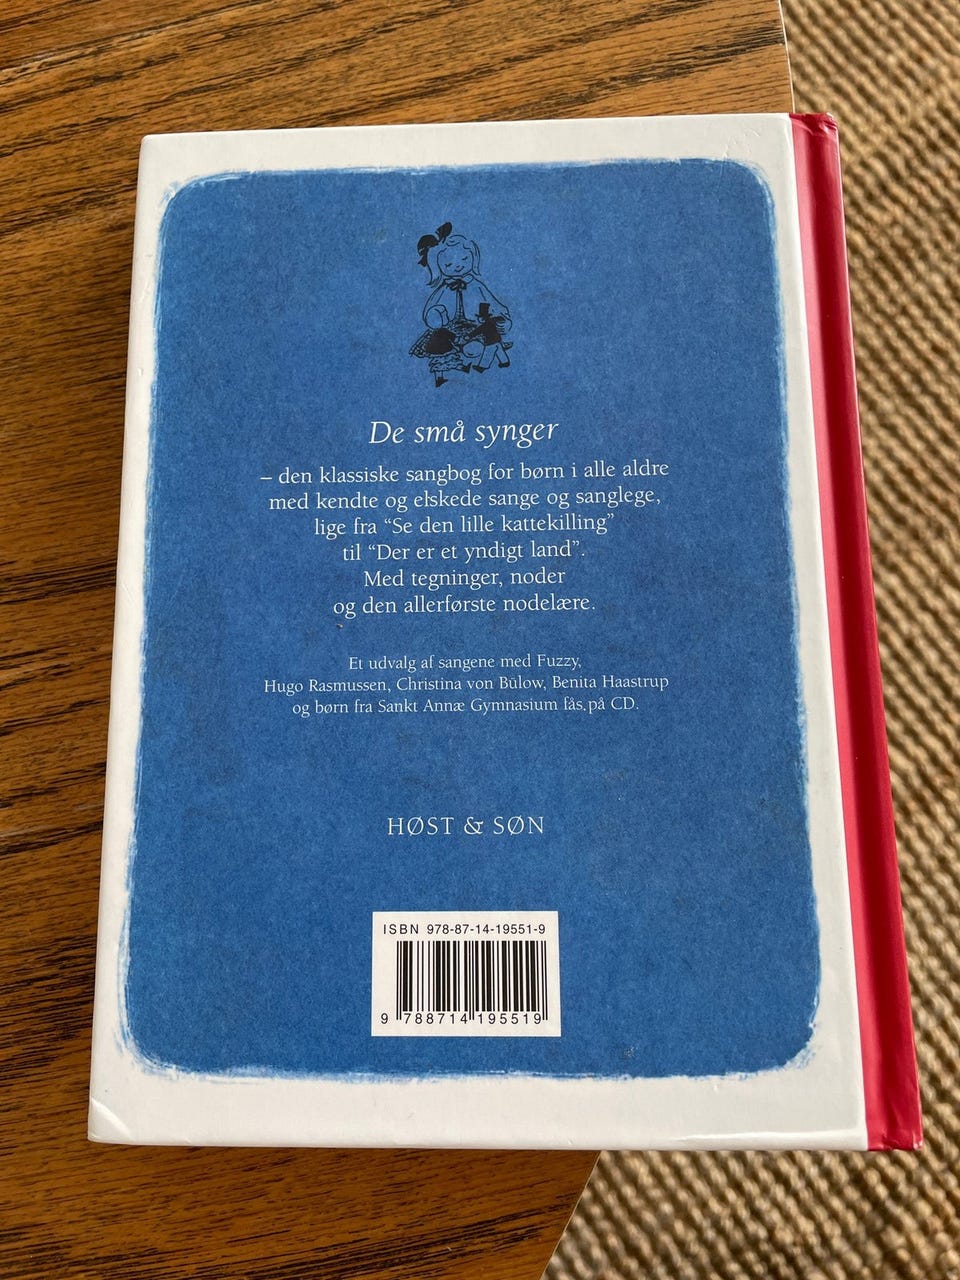 De små synger
– den klassiske sangbog for børn i alle aldre
med kendte og elskede sange og sanglege,
lige fra “Se den lille kattekilling”
til “Der er et yndigt land”.
Med tegninger, noder
og den allerførste nodelære.
Et udvalg af sangene med Fuzzy,
Hugo Rasmussen, Christina von Bülow, Benita Haastrup
og børn fra Sankt Annæ Gymnasium fås på CD.
HØST & SØN
ISBN 978-87-14-19551-9
9 788714 195519